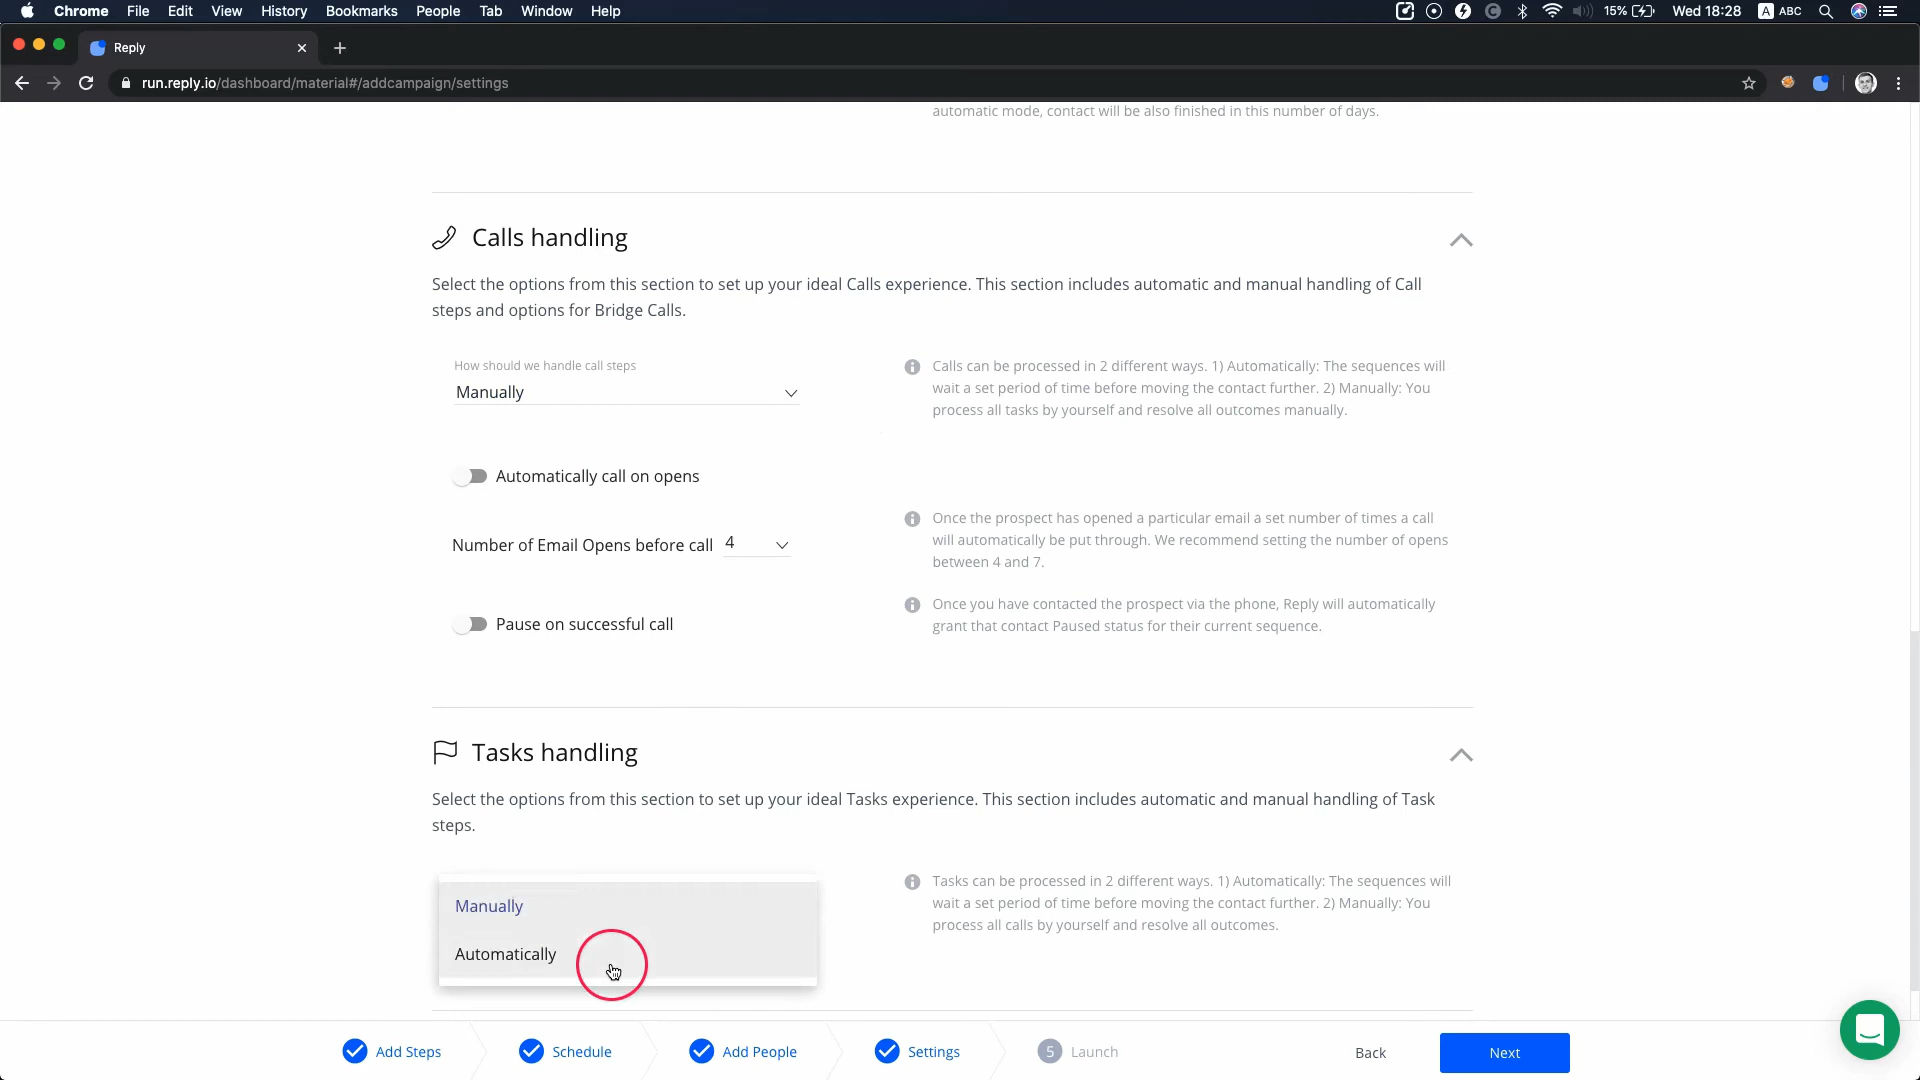 Chrome File Edit View History Bookmarks People Tab Window Help 15% Wed 18:28 A ABC
Reply
run.reply.io/dashboard/material#/addcampaign/settings
automatic mode, contact will be also finished in this number of days.
Calls handling
Select the options from this section to set up your ideal Calls experience. This section includes automatic and manual handling of Call
steps and options for Bridge Calls.
How should we handle call steps
Manually
Calls can be processed in 2 different ways. 1) Automatically: The sequences will
wait a set period of time before moving the contact further. 2) Manually: You
process all tasks by yourself and resolve all outcomes manually.
Automatically call on opens
Number of Email Opens before call 4
Once the prospect has opened a particular email a set number of times a call
will automatically be put through. We recommend setting the number of opens
between 4 and 7.
Pause on successful call
Once you have contacted the prospect via the phone, Reply will automatically
grant that contact Paused status for their current sequence.
Tasks handling
Select the options from this section to set up your ideal Tasks experience. This section includes automatic and manual handling of Task
steps.
Manually
Automatically
Tasks can be processed in 2 different ways. 1) Automatically: The sequences will
wait a set period of time before moving the contact further. 2) Manually: You
process all calls by yourself and resolve all outcomes.
Add Steps Schedule Add People Settings 5 Launch Back Next